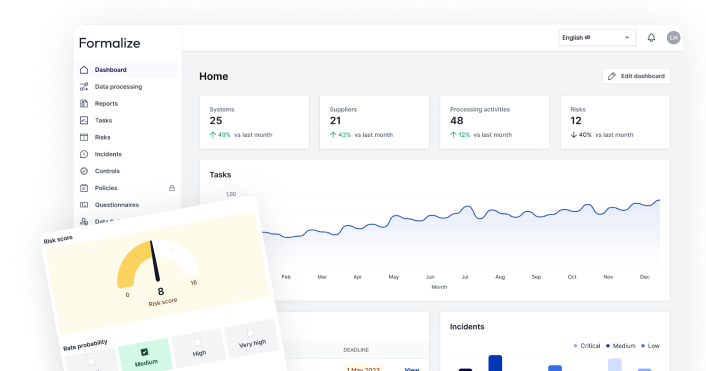 Formalize
English
LH
Dashboard
Data processing
Reports
Tasks
Risks
Incidents
Controls
Policies
Questionnaires
Data
Home
Edit dashboard
Systems
25
49% vs last month
Suppliers
21
43% vs last month
Processing activities
48
12% vs last month
Risks
12
40% vs last month
Tasks
1,00
Feb Mar Apr May Jun Jul Aug Sep Oct Nov Dec
Month
Risk score
0 8 16
Risk score
Rate probability
Medium
High
Very high
DEADLINE
1 May 2023 View
Incidents
Critical Medium Low